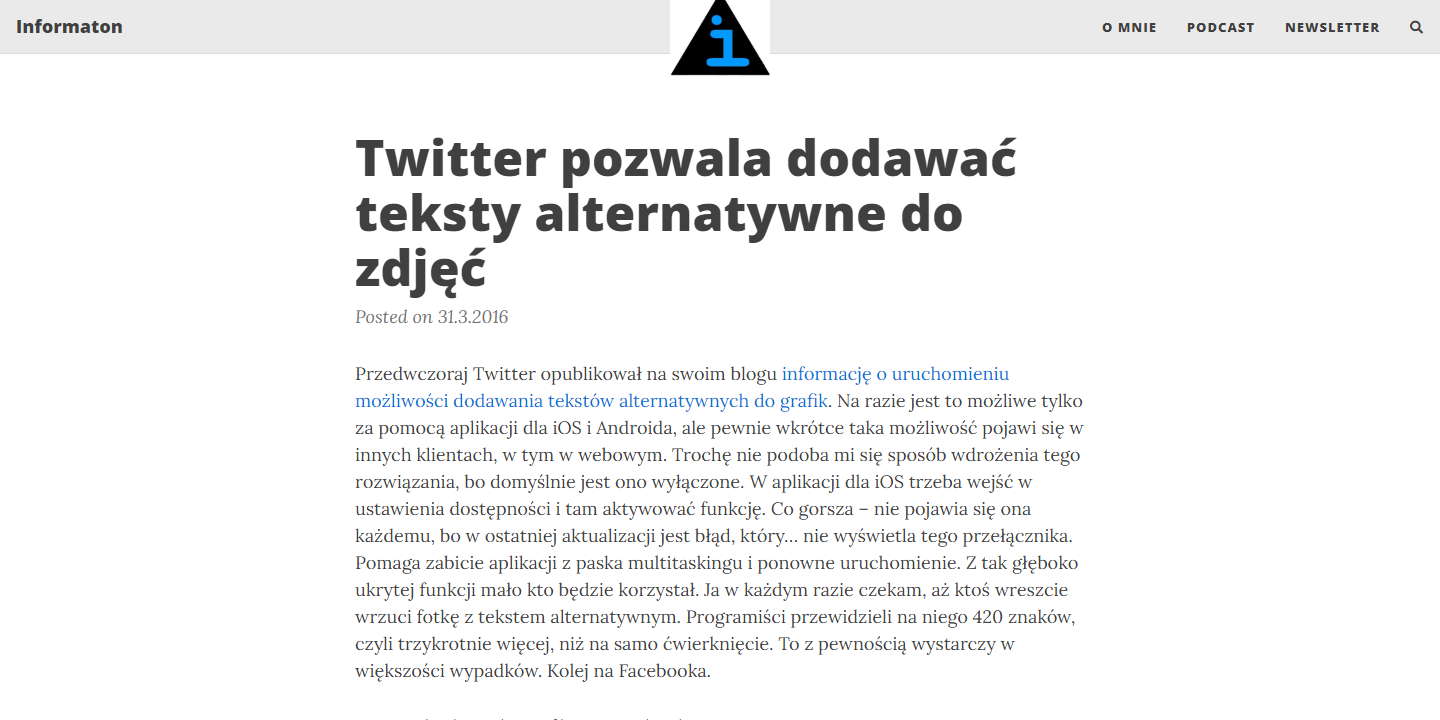 Informaton
i
O MNIE
PODCAST
NEWSLETTER
Twitter pozwala dodawać
teksty alternatywne do
zdjęć
Posted on 31.3.2016
Przedwczoraj Twitter opublikował na swoim blogu informację o uruchomieniu
możliwości dodawania tekstów alternatywnych do grafik. Na razie jest to możliwe tylko
za pomocą aplikacji dla iOS i Androida, ale pewnie wkrótce taka możliwość pojawi się w
innych klientach, w tym w webowym. Trochę nie podoba mi się sposób wdrożenia tego
rozwiązania, bo domyślnie jest ono wyłączone. W aplikacji dla iOS trzeba wejść w
ustawienia dostępności i tam aktywować funkcję. Co gorsza – nie pojawia się ona
każdemu, bo w ostatniej aktualizacji jest błąd, który... nie wyświetla tego przełącznika.
Pomaga zabicie aplikacji z paska multitaskingu i ponowne uruchomienie. Z tak głęboko
ukrytej funkcji mało kto będzie korzystał. Ja w każdym razie czekam, aż ktoś wreszcie
wrzuci fotkę z tekstem alternatywnym. Programiści przewidzieli na niego 420 znaków,
czyli trzykrotnie więcej, niż na samo ćwierknięcie. To z pewnością wystarczy w
większości wypadków. Kolej na Facebooka.